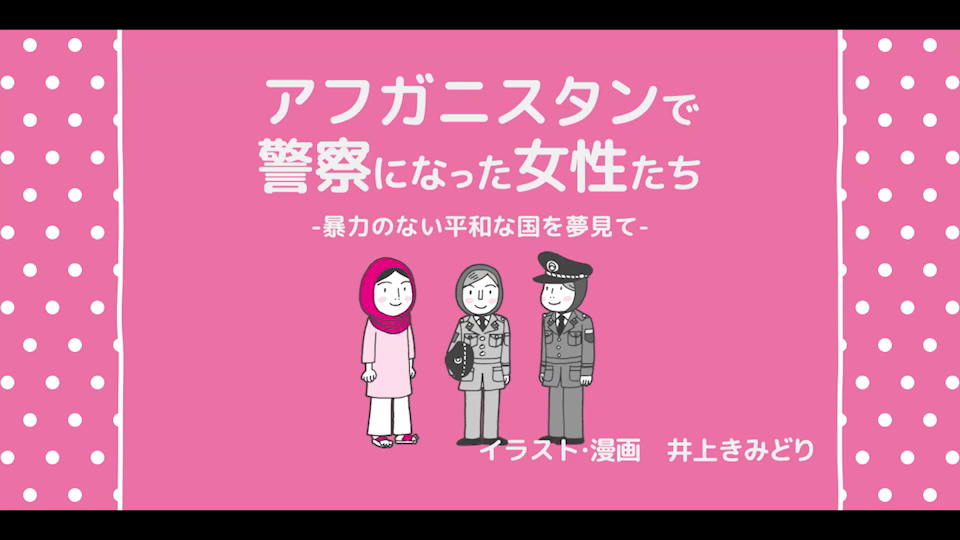 アフガニスタンで
警察になった女性たち
-暴力のない平和な国を夢見て-
イラスト・漫画　井上きみどり